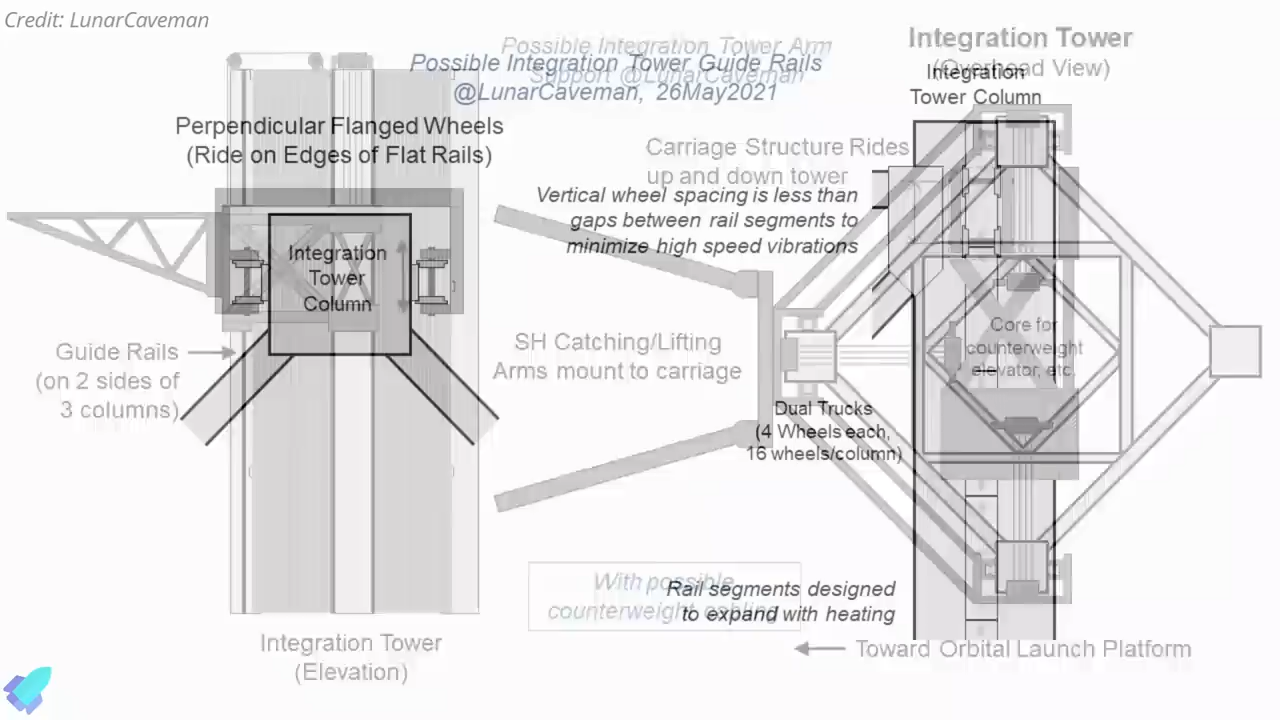 Credit: LunarCaveman
Possible Integration Tower Arm
Support @LunarCaveman
Possible Integration Tower Guide Rails
@LunarCaveman, 26May2021
Integration Tower
(Overhead View)
Integration
Tower Column
Perpendicular Flanged Wheels
(Ride on Edges of Flat Rails)
Carriage Structure Rides
up and down tower
Vertical wheel spacing is less than
gaps between rail segments to
minimize high speed vibrations
Integration
Tower
Column
Guide Rails
(on 2 sides of
3 columns)
SH Catching/Lifting
Arms mount to carriage
Core for
counterweight
elevator, etc.
Dual Trucks
(4 Wheels each,
16 wheels/column)
With possible
counterweight cabling
Rail segments designed
to expand with heating
Integration Tower
(Elevation)
Toward Orbital Launch Platform